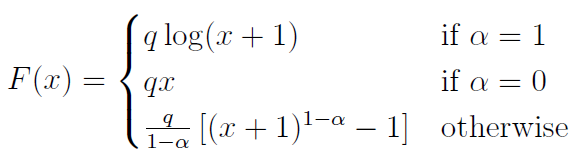 F(x) = { q log(x + 1) if α = 1
qx if α = 0
q/(1−α) [(x + 1)^{1−α} − 1] otherwise